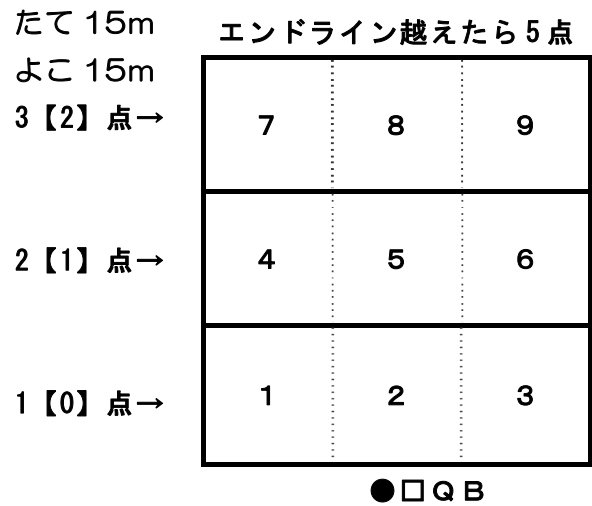 たて 15m
よこ 15m
エンドライン越えたら5点
3【2】点→
7 8 9
2【1】点→
4 5 6
1【0】点→
1 2 3
●□QB